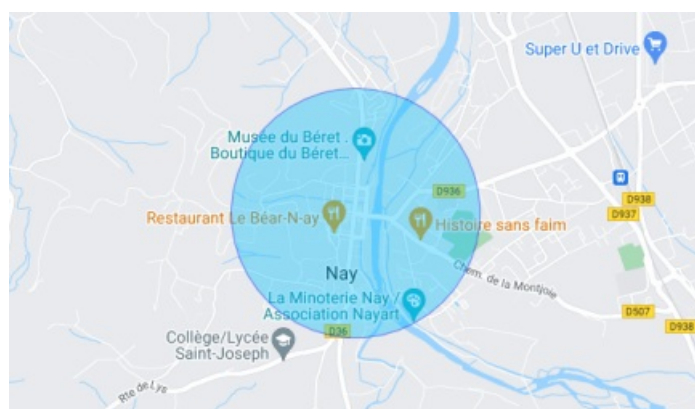 Super U et Drive
Musée du Béret .
Boutique du Béret...
D936
D938
D937
Restaurant Le Béar-N-ay
Histoire sans faim
Nay
Chem. de la Montjoie
La Minoterie Nay /
Association Nayart
D507
D36
D938
Collège/Lycée
Saint-Joseph
Rte de Lys